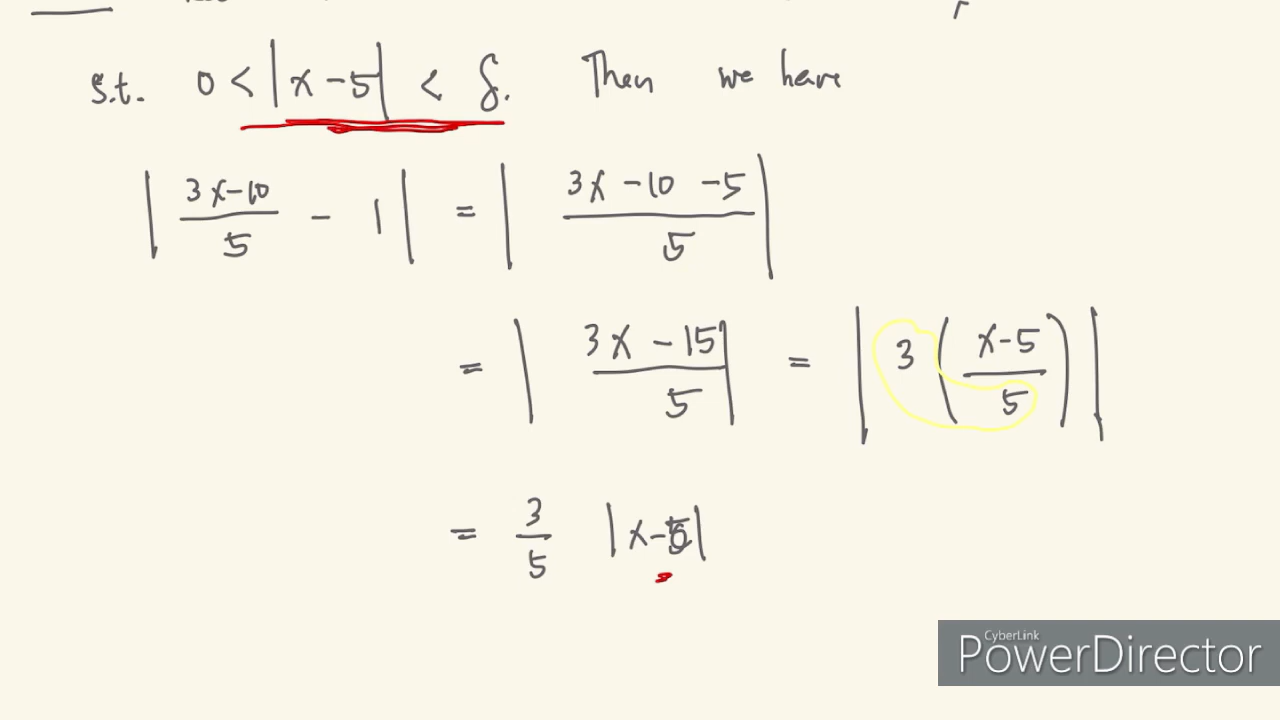 s.t. 0 < |x-5| < δ. Then we have
| (3x-10)/5 - 1 | = | (3x-10-5)/5 |
= | (3x-15)/5 | = | 3 ( (x-5)/5 ) |
= 3/5 |x-5|
CyberLink
PowerDirector